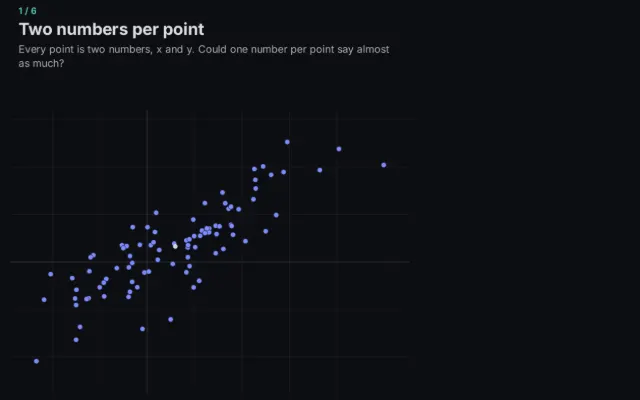 1 / 6
Two numbers per point
Every point is two numbers, x and y. Could one number per point say almost
as much?